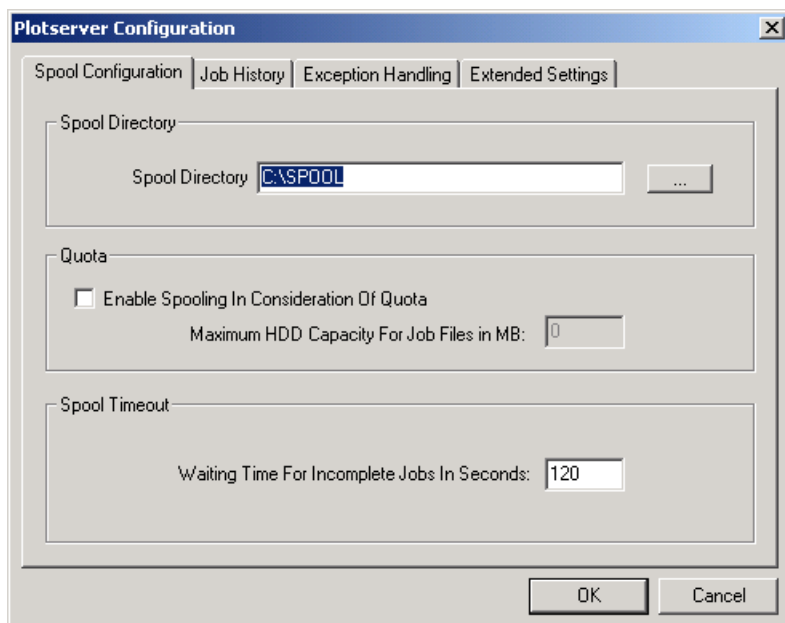 Plotserver Configuration
Spool Configuration Job History Exception Handling Extended Settings
Spool Directory
Spool Directory C:\SPOOL ...
Quota
Enable Spooling In Consideration Of Quota
Maximum HDD Capacity For Job Files in MB: 0
Spool Timeout
Waiting Time For Incomplete Jobs In Seconds: 120
OK Cancel